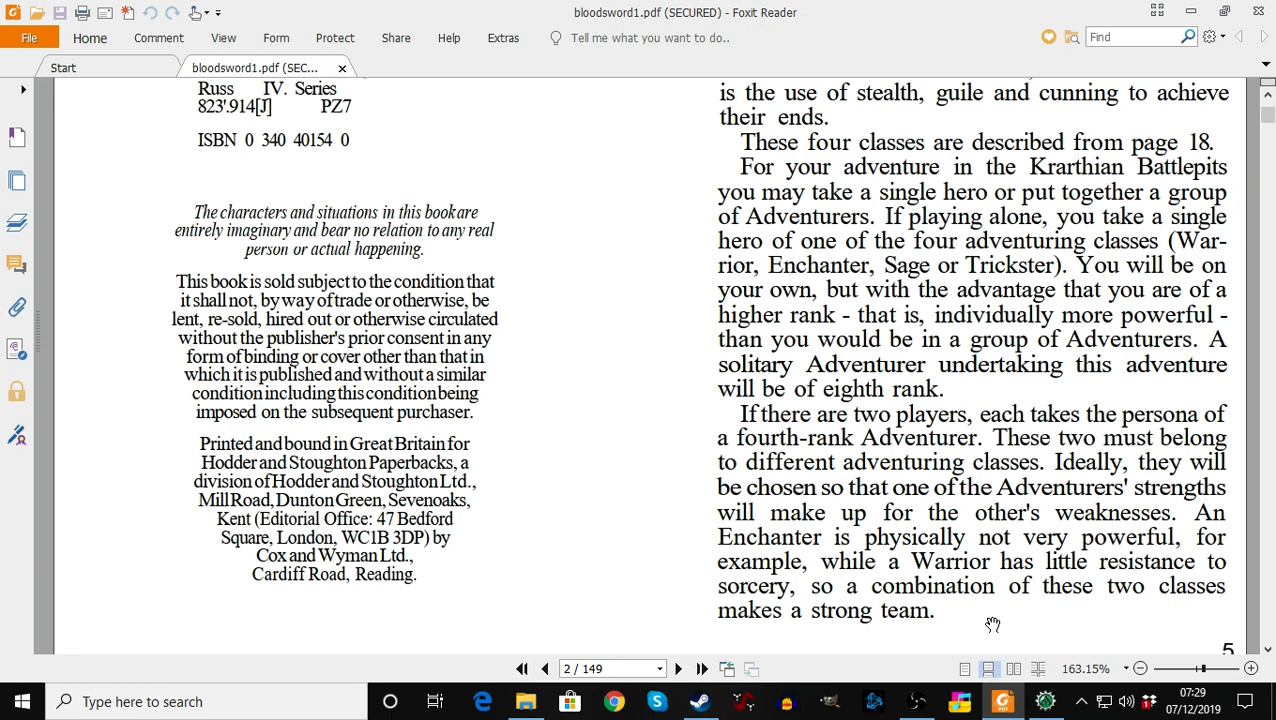 bloodsword1.pdf (SECURED) - Foxit Reader
File
Home
Comment
View
Form
Protect
Share
Help
Extras
Tell me what you want to do..
Find
Start
bloodsword1.pdf (SEC...
Russ IV. Series
823'.914[J] PZ7
ISBN 0 340 40154 0
The characters and situations in this book are
entirely imaginary and bear no relation to any real
person or actual happening.
This book is sold subject to the condition that
it shall not, by way of trade or otherwise, be
lent, re-sold, hired out or otherwise circulated
without the publisher's prior consent in any
form of binding or cover other than that in
which it is published and without a similar
condition including this condition being
imposed on the subsequent purchaser.
Printed and bound in Great Britain for
Hodder and Stoughton Paperbacks, a
division of Hodder and Stoughton Ltd.,
Mill Road, Dunton Green, Sevenoaks,
Kent (Editorial Office: 47 Bedford
Square, London, WC1B 3DP) by
Cox and Wyman Ltd.,
Cardiff Road, Reading.
is the use of stealth, guile and cunning to achieve
their ends.
These four classes are described from page 18.
For your adventure in the Krarthian Battlepits
you may take a single hero or put together a group
of Adventurers. If playing alone, you take a single
hero of one of the four adventuring classes (War-
rior, Enchanter, Sage or Trickster). You will be on
your own, but with the advantage that you are of a
higher rank - that is, individually more powerful -
than you would be in a group of Adventurers. A
solitary Adventurer undertaking this adventure
will be of eighth rank.
If there are two players, each takes the persona of
a fourth-rank Adventurer. These two must belong
to different adventuring classes. Ideally, they will
be chosen so that one of the Adventurers' strengths
will make up for the other's weaknesses. An
Enchanter is physically not very powerful, for
example, while a Warrior has little resistance to
sorcery, so a combination of these two classes
makes a strong team.
5
2 / 149
163.15%
Type here to search
07:29
07/12/2019